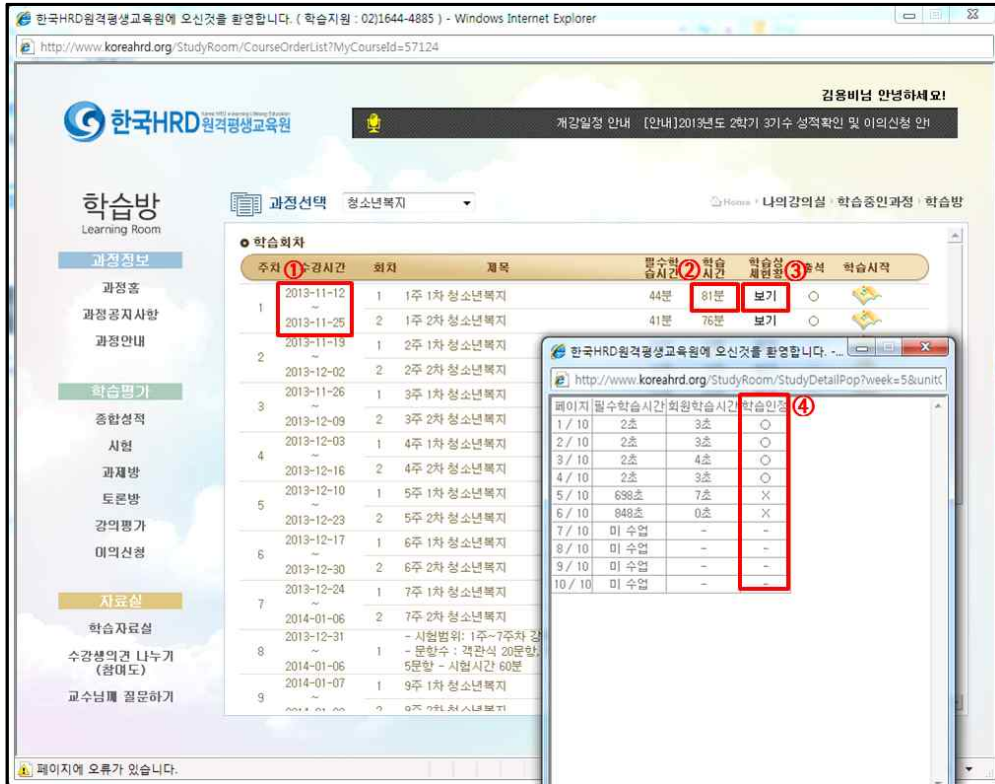 한국HRD원격평생교육원에 오신것을 환영합니다. ( 학습지원 : 02)1644-4885 ) - Windows Internet Explorer
http://www.koreahrd.org/StudyRoom/CourseOrderList?MyCourseId=57124
김용비님 안녕하세요!
한국HRD원격평생교육원
개강일정 안내 [안내]2013년도 2학기 3기수 성적확인 및 이의신청 안
학습방
Learning Room
과정선택 청소년복지
Home 나의강의실 학습중인과정 학습방
과정정보
과정홈
과정공지사항
과정안내
학습평가
종합성적
시험
과제방
토론방
강의평가
이의신청
자료실
학습자료실
수강생의견 나누기
(참여도)
교수님께 질문하기
학습회차
주차 ① 수강시간 회차 제목 필수학습시간 ② 학습시간 학습상세현황 ③ 출석 학습시작
1 2013-11-12 ~ 2013-11-25
1 1주 1차 청소년복지 44분 81분 보기 ○
2 1주 2차 청소년복지 41분 76분 보기 ○
2 2013-11-19 ~ 2013-12-02
1 2주 1차 청소년복지
2 2주 2차 청소년복지
3 2013-11-26 ~ 2013-12-09
1 3주 1차 청소년복지
2 3주 2차 청소년복지
4 2013-12-03 ~ 2013-12-16
1 4주 1차 청소년복지
2 4주 2차 청소년복지
5 2013-12-10 ~ 2013-12-23
1 5주 1차 청소년복지
2 5주 2차 청소년복지
6 2013-12-17 ~ 2013-12-30
1 6주 1차 청소년복지
2 6주 2차 청소년복지
7 2013-12-24 ~ 2014-01-06
1 7주 1차 청소년복지
2 7주 2차 청소년복지
8 2013-12-31 ~ 2014-01-06
1 - 시험범위: 1주~7주차 강
- 문항수 : 객관식 20문항,
5문항 - 시험시간 60분
9 2014-01-07 ~
1 9주 1차 청소년복지
2 9주 2차 청소년복지
한국HRD원격평생교육원에 오신것을 환영합니다. -...
http://www.koreahrd.org/StudyRoom/StudyDetailPop?week=5&unit
페이지 필수학습시간 회원학습시간 학습인정 ④
1 / 10 2초 3초 ○
2 / 10 2초 3초 ○
3 / 10 2초 4초 ○
4 / 10 2초 3초 ○
5 / 10 698초 7초 X
6 / 10 848초 0초 X
7 / 10 미 수업 - -
8 / 10 미 수업 - -
9 / 10 미 수업 - -
10 / 10 미 수업 - -
페이지에 오류가 있습니다.